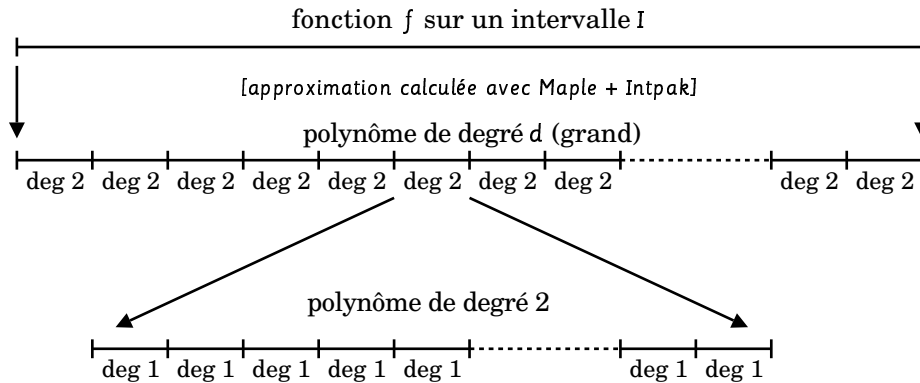 fonction f sur un intervalle I
[approximation calculée avec Maple + Intpak]
polynôme de degré d (grand)
deg 2 deg 2 deg 2 deg 2 deg 2 deg 2 deg 2 deg 2 deg 2 deg 2
polynôme de degré 2
deg 1 deg 1 deg 1 deg 1 deg 1 deg 1 deg 1